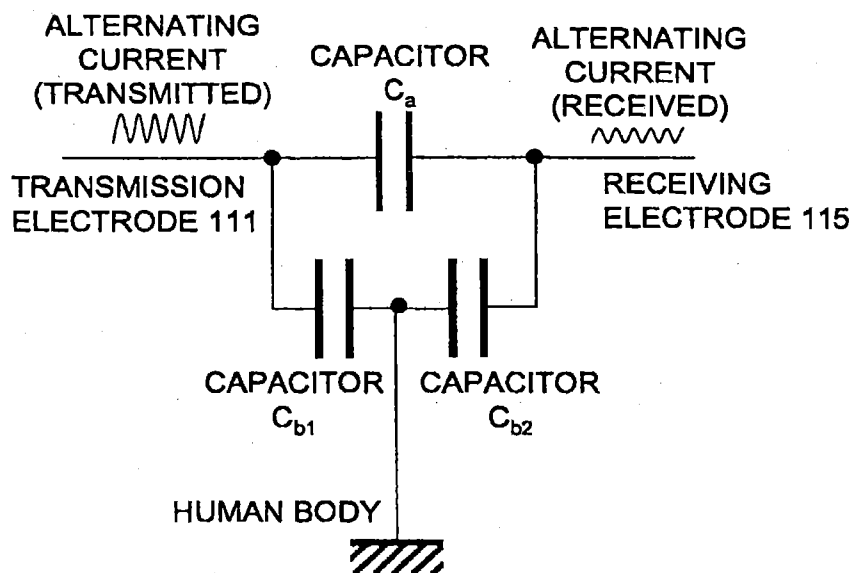 ALTERNATING
CURRENT
(TRANSMITTED)
CAPACITOR
Ca
ALTERNATING
CURRENT
(RECEIVED)
TRANSMISSION
ELECTRODE 111
RECEIVING
ELECTRODE 115
CAPACITOR
Cb1
CAPACITOR
Cb2
HUMAN BODY